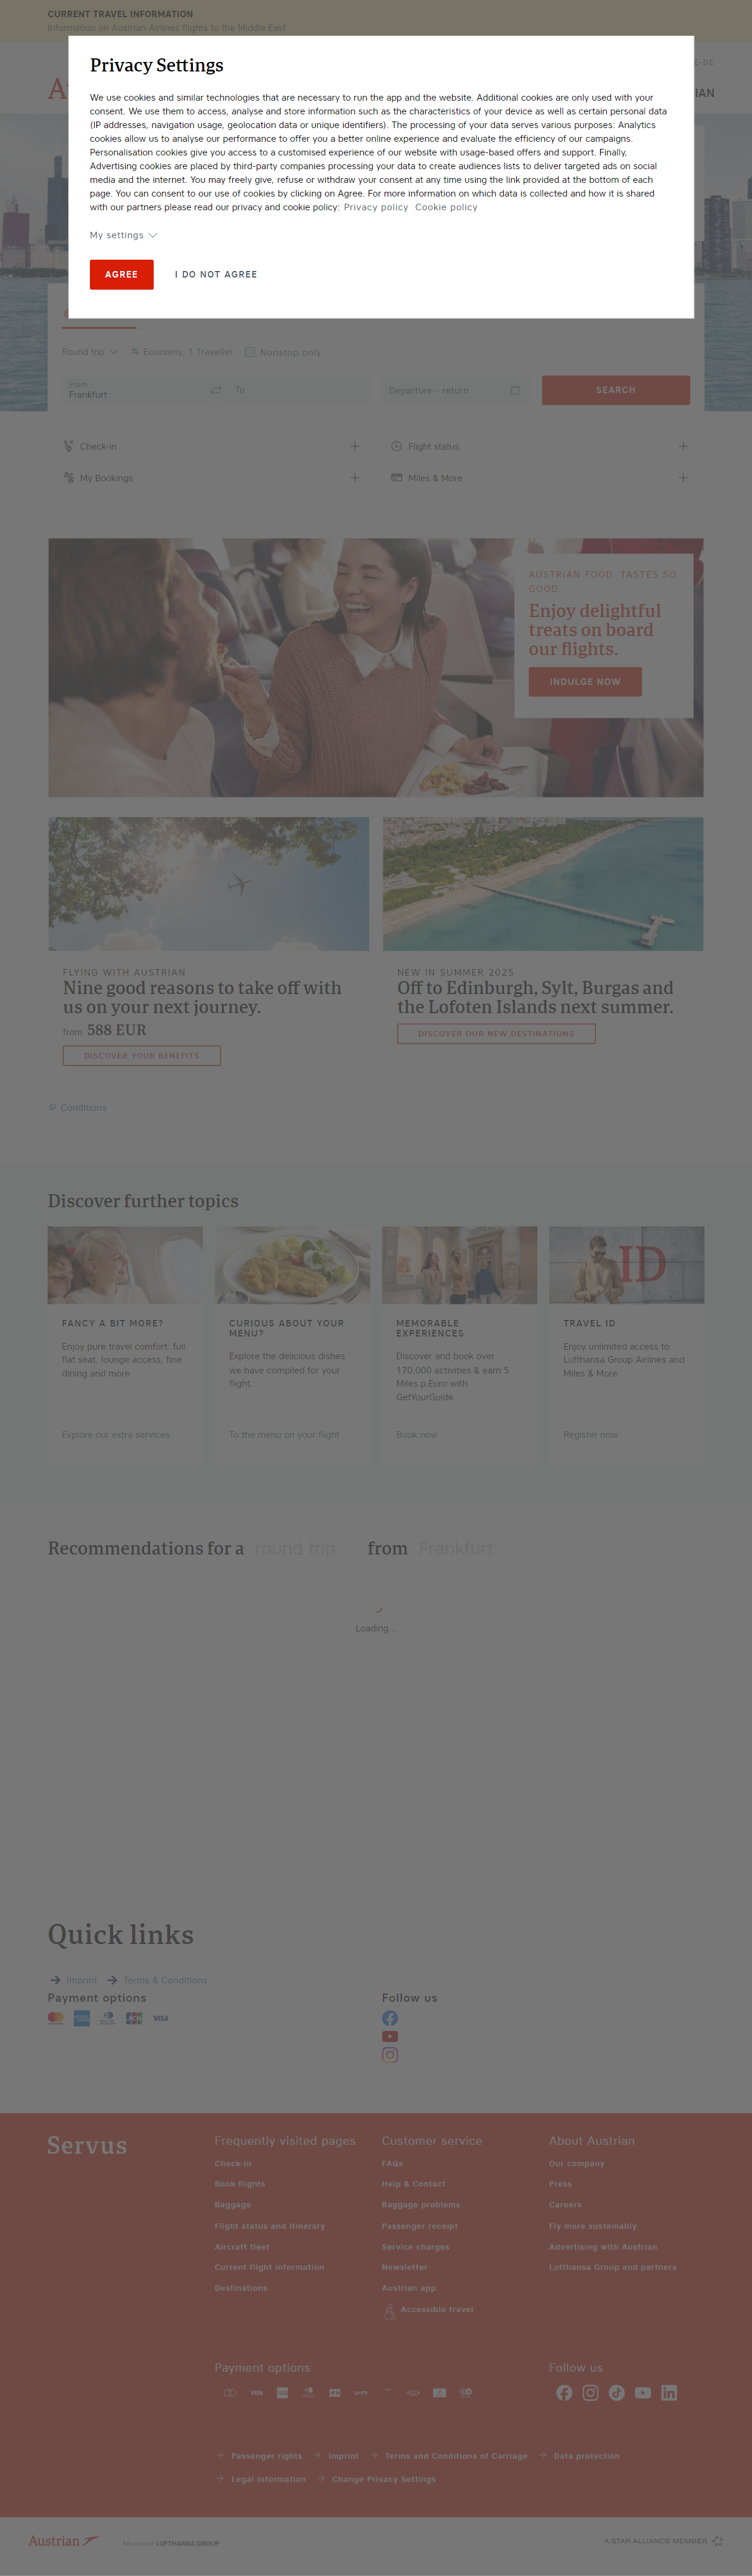 CURRENT TRAVEL INFORMATION
Information on Austrian Airlines flights to the Middle East
Privacy Settings
We use cookies and similar technologies that are necessary to run the app and the website. Additional cookies are only used with your
consent. We use them to access, analyse and store information such as the characteristics of your device as well as certain personal data
(IP addresses, navigation usage, geolocation data or unique identifiers). The processing of your data serves various purposes: Analytics
cookies allow us to analyse our performance to offer you a better online experience and evaluate the efficiency of our campaigns.
Personalisation cookies give you access to a customised experience of our website with usage-based offers and support. Finally,
Advertising cookies are placed by third-party companies processing your data to create audiences lists to deliver targeted ads on social
media and the internet. You may freely give, refuse or withdraw your consent at any time using the link provided at the bottom of each
page. You can consent to our use of cookies by clicking on Agree. For more information on which data is collected and how it is shared
with our partners please read our privacy and cookie policy: Privacy policy Cookie policy
My settings
AGREE I DO NOT AGREE
Round trip Economy, 1 Traveller Nonstop only
From
Frankfurt To Departure - return SEARCH
Check-in Flight status
My Bookings Miles & More
AUSTRIAN FOOD. TASTES SO
GOOD.
Enjoy delightful
treats on board
our flights.
INDULGE NOW
FLYING WITH AUSTRIAN
Nine good reasons to take off with
us on your next journey.
from 588 EUR
DISCOVER YOUR BENEFITS
NEW IN SUMMER 2025
Off to Edinburgh, Sylt, Burgas and
the Lofoten Islands next summer.
DISCOVER OUR NEW DESTINATIONS
Conditions
Discover further topics
FANCY A BIT MORE?
Enjoy pure travel comfort: full
flat seat, lounge access, fine
dining and more.
Explore our extra services
CURIOUS ABOUT YOUR
MENU?
Explore the delicious dishes
we have compiled for your
flight.
To the menu on your flight
MEMORABLE
EXPERIENCES
Discover and book over
170,000 activities & earn 5
Miles p.Euro with
GetYourGuide
Book now
ID
TRAVEL ID
Enjoy unlimited access to
Lufthansa Group Airlines and
Miles & More.
Register now
Recommendations for a round trip from Frankfurt
Loading...
Quick links
Imprint Terms & Conditions
Payment options
VISA
Follow us
Servus
Frequently visited pages
Check-in
Book flights
Baggage
Flight status and itinerary
Aircraft fleet
Current flight information
Destinations
Customer service
FAQs
Help & Contact
Baggage problems
Passenger receipt
Service charges
Newsletter
Austrian app
Accessible travel
About Austrian
Our company
Press
Careers
Fly more sustainably
Advertising with Austrian
Lufthansa Group and partners
Payment options
VISA
Follow us
Passenger rights Imprint Terms and Conditions of Carriage Data protection
Legal information Change Privacy Settings
Austrian Member of LUFTHANSA GROUP A STAR ALLIANCE MEMBER